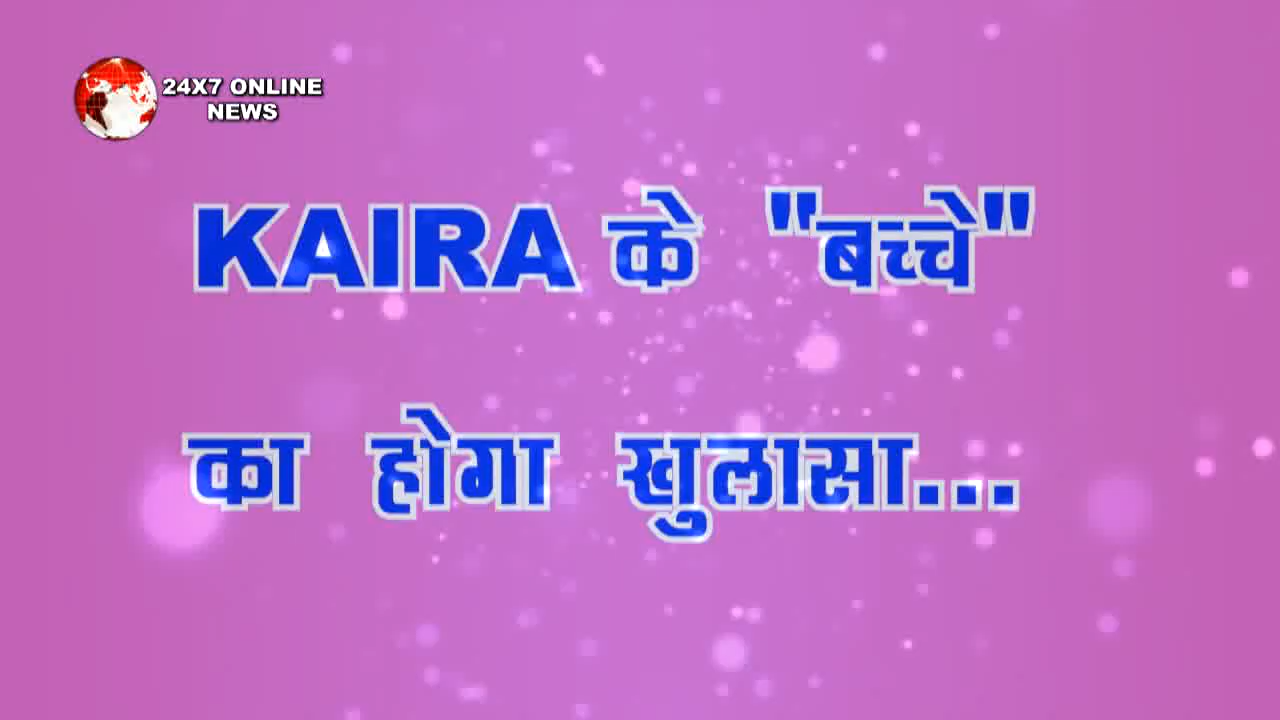 24X7 ONLINE
NEWS
KAIRA के "बच्चे"
का होगा खुलासा...